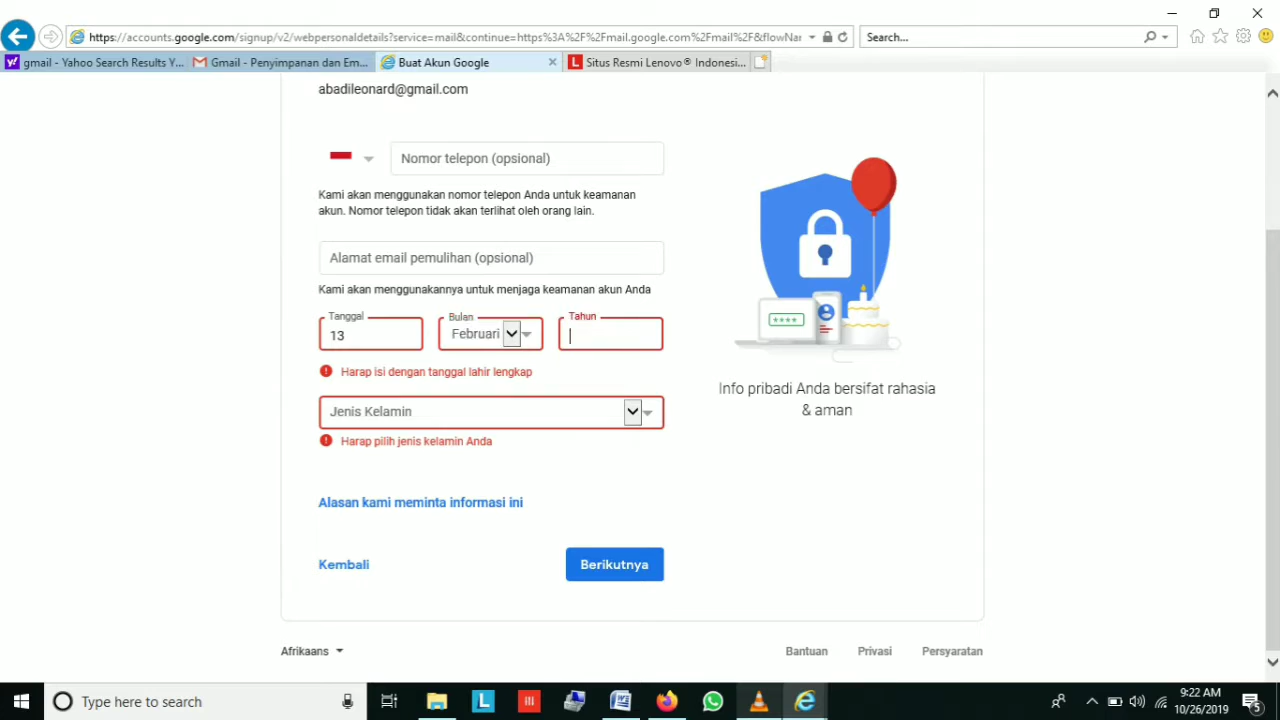 https://accounts.google.com/signup/v2/webpersonaldetails?service=mail&continue=https%3A%2F%2Fmail.google.com%2Fmail%2F&flowNar
Search...
gmail - Yahoo Search Results Y...
Gmail - Penyimpanan dan Em...
Buat Akun Google
Situs Resmi Lenovo® Indonesi...
abadileonard@gmail.com
Nomor telepon (opsional)
Kami akan menggunakan nomor telepon Anda untuk keamanan
akun. Nomor telepon tidak akan terlihat oleh orang lain.
Alamat email pemulihan (opsional)
Kami akan menggunakannya untuk menjaga keamanan akun Anda
Tanggal
Bulan
Tahun
13
Februari
Harap isi dengan tanggal lahir lengkap
Jenis Kelamin
Harap pilih jenis kelamin Anda
Info pribadi Anda bersifat rahasia
& aman
Alasan kami meminta informasi ini
Kembali
Berikutnya
Afrikaans
Bantuan
Privasi
Persyaratan
Type here to search
9:22 AM
10/26/2019
5